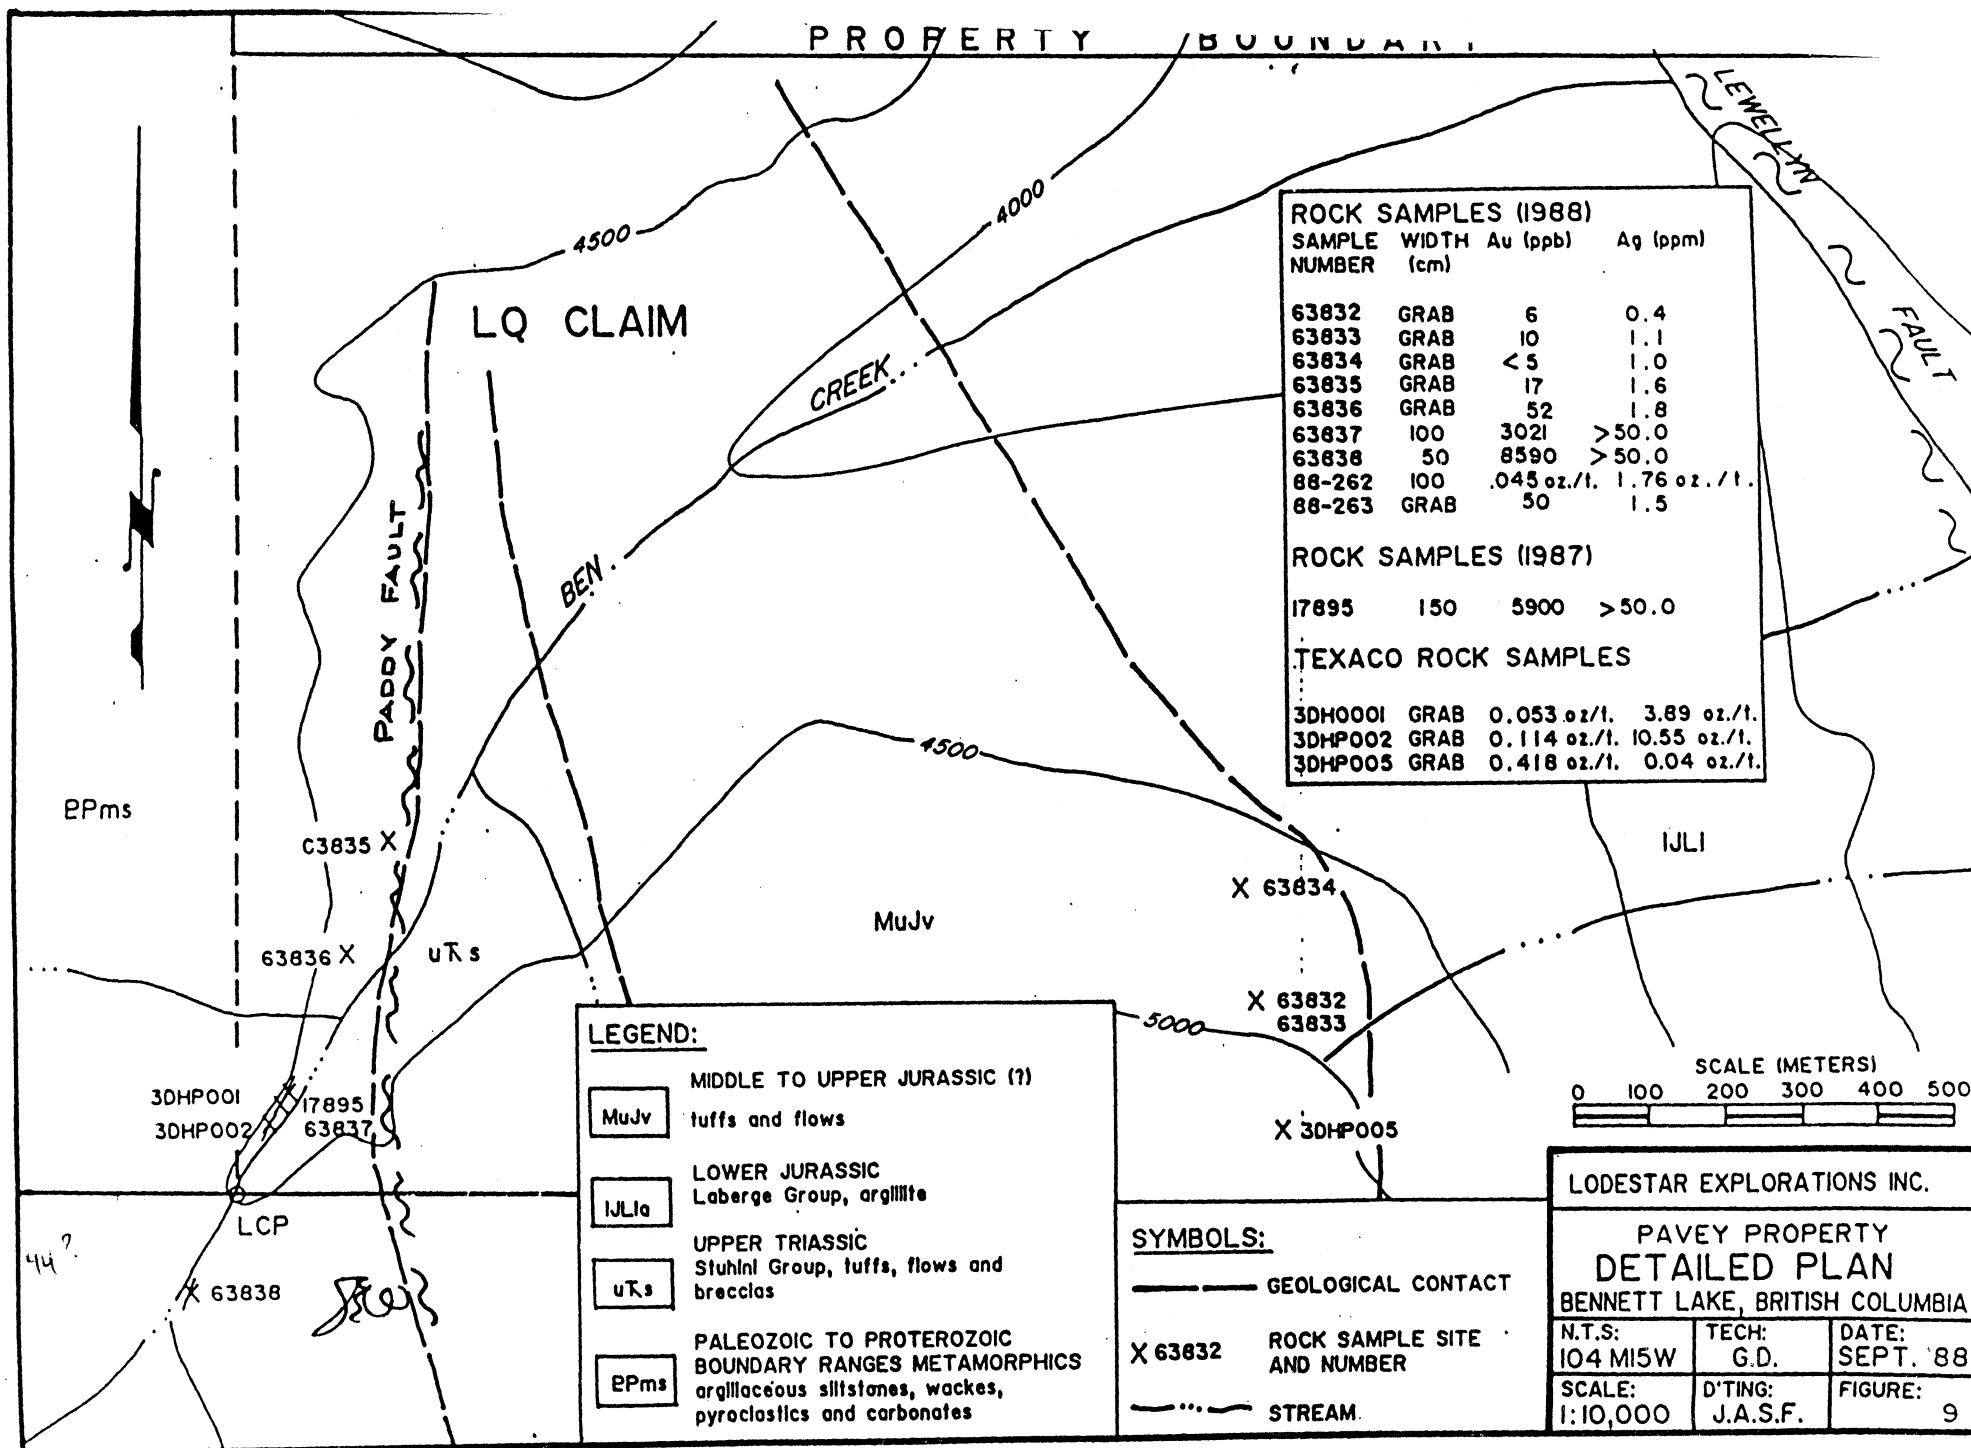 PROPERTY BOUNDARY
LEWELLYN
FAULT
4000
4500
LQ CLAIM
CREEK
BEN
PADDY FAULT
ROCK SAMPLES (1988)
SAMPLE WIDTH Au (ppb) Ag (ppm)
NUMBER (cm)
63832 GRAB 6 0.4
63833 GRAB 10 1.1
63834 GRAB <5 1.0
63835 GRAB 17 1.6
63836 GRAB 52 1.8
63837 100 3021 >50.0
63838 50 8590 >50.0
88-262 100 .045 oz./t. 1.76 oz./t.
88-263 GRAB 50 1.5
ROCK SAMPLES (1987)
17895 150 5900 >50.0
TEXACO ROCK SAMPLES
3DH0001 GRAB 0.053 oz/t. 3.89 oz./t.
3DHP002 GRAB 0.114 oz./t. 10.55 oz./t.
3DHP005 GRAB 0.418 oz./t. 0.04 oz./t.
4500
PPms
C3835 X
IJLI
X 63834
MuJv
63836 X
uTs
X 63832
63833
5000
3DHP001
17895
3DHP002
63837
X 3DHP005
LCP
44?
63838
LEGEND:
MIDDLE TO UPPER JURASSIC (?)
MuJv tuffs and flows
LOWER JURASSIC
IJLIa Laberge Group, argillite
UPPER TRIASSIC
uTs Stuhini Group, tuffs, flows and
breccias
PALEOZOIC TO PROTEROZOIC
BOUNDARY RANGES METAMORPHICS
PPms argillaceous siltstones, wackes,
pyroclastics and carbonates
SYMBOLS:
GEOLOGICAL CONTACT
X 63832 ROCK SAMPLE SITE
AND NUMBER
STREAM
SCALE (METERS)
0 100 200 300 400 500
LODESTAR EXPLORATIONS INC.
PAVEY PROPERTY
DETAILED PLAN
BENNETT LAKE, BRITISH COLUMBIA
N.T.S: TECH: DATE:
104 M15W G.D. SEPT. '88
SCALE: D'TING: FIGURE:
1:10,000 J.A.S.F. 9